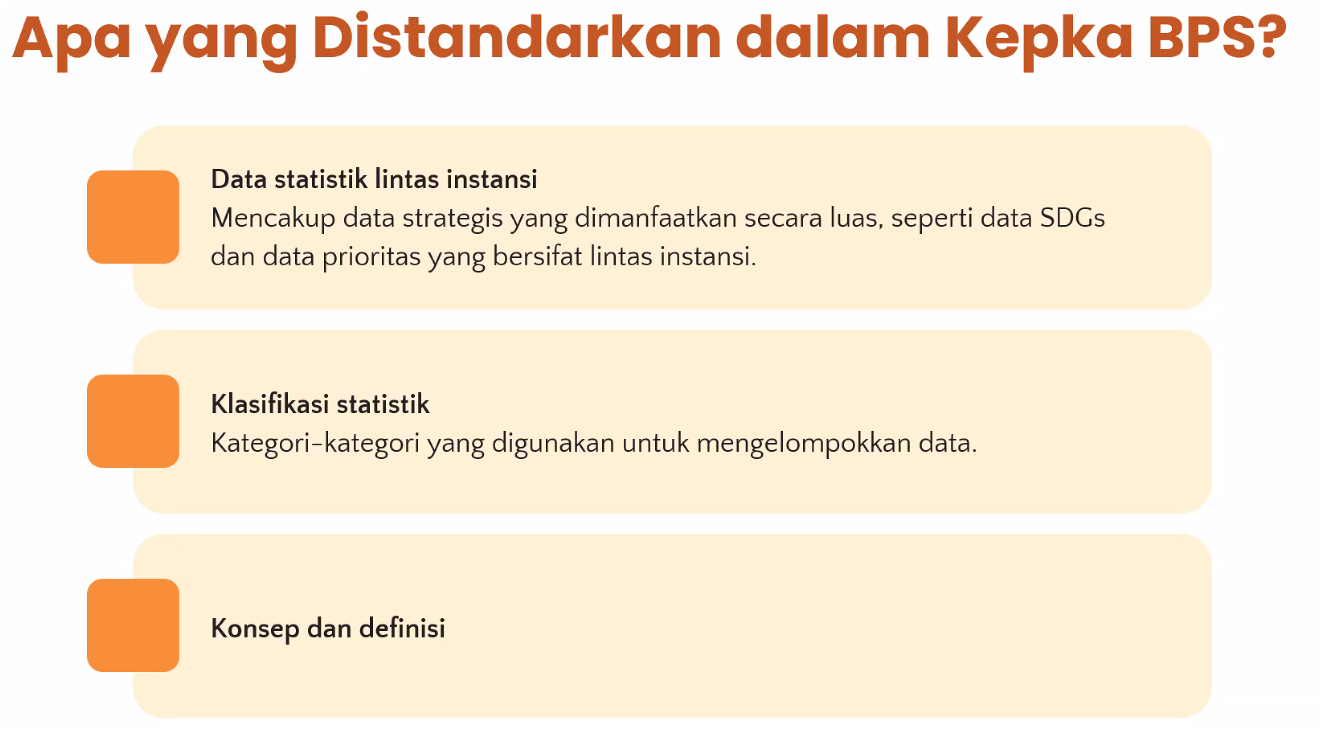 Apa yang Distandarkan dalam Kepka BPS?
Data statistik lintas instansi
Mencakup data strategis yang dimanfaatkan secara luas, seperti data SDGs
dan data prioritas yang bersifat lintas instansi.
Klasifikasi statistik
Kategori-kategori yang digunakan untuk mengelompokkan data.
Konsep dan definisi